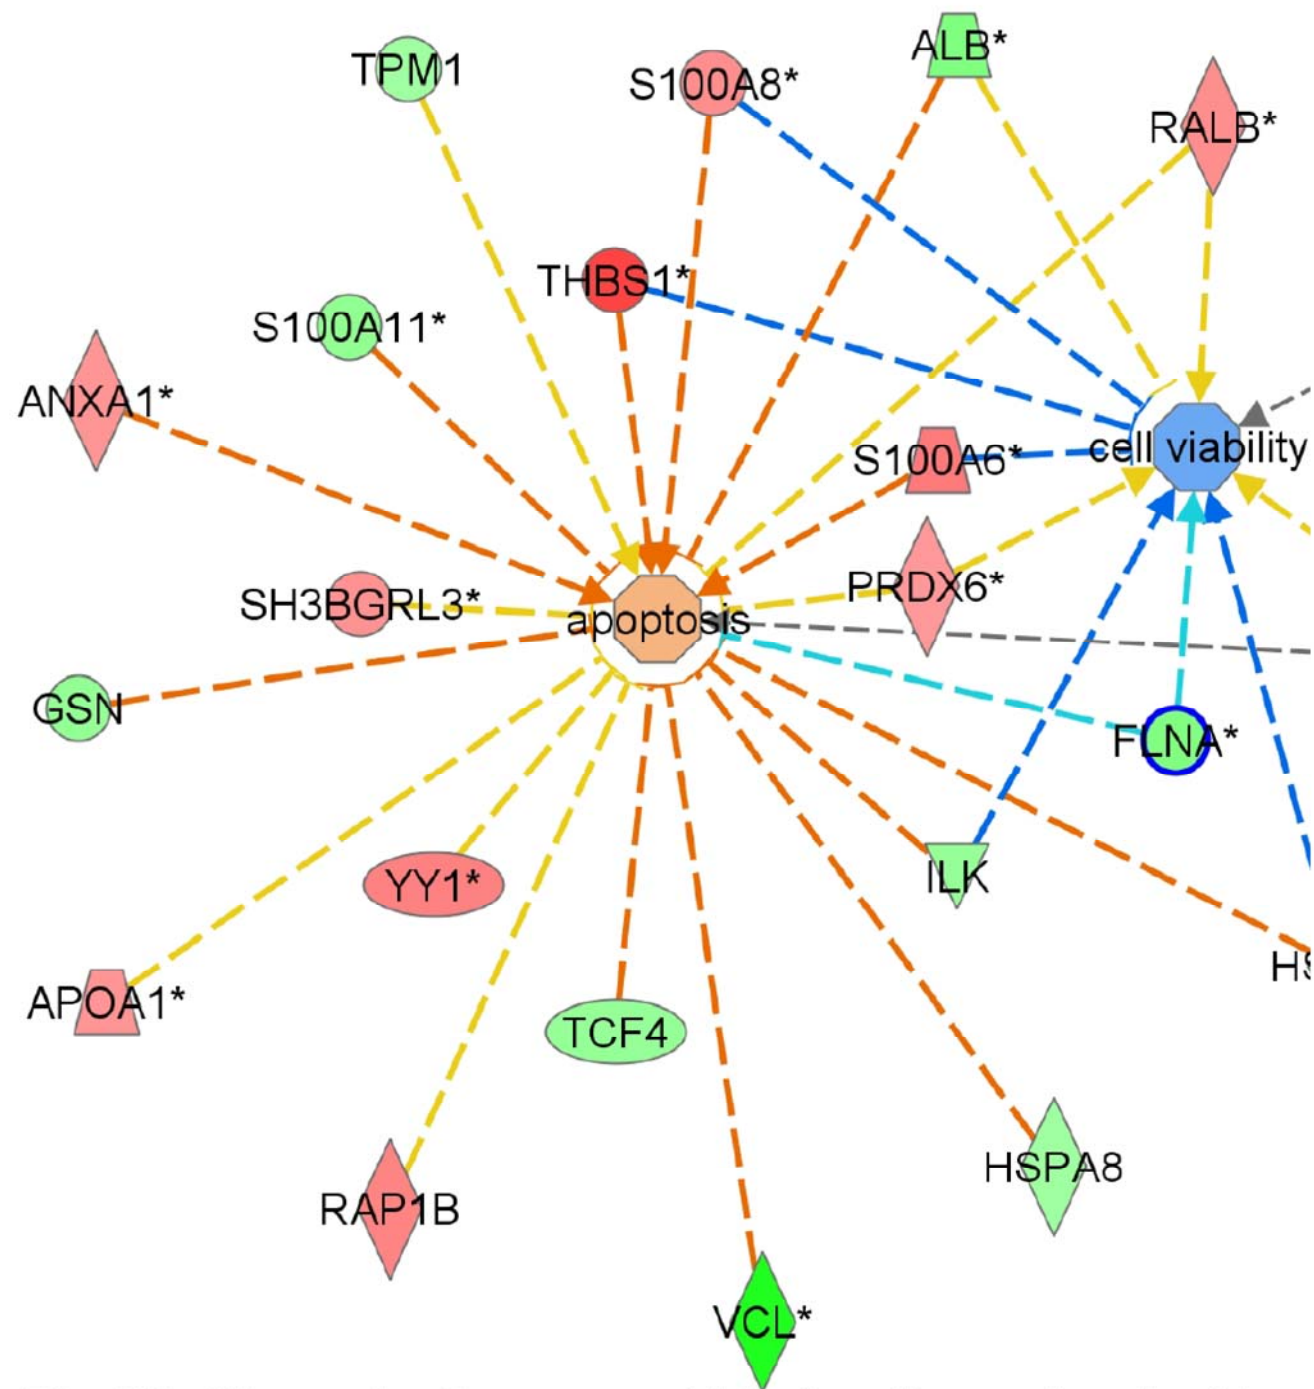 ALB*
TPM1
S100A8*
RALB*
THBS1*
S100A11*
ANXA1*
cell viability
S100A6*
PRDX6*
SH3BGRL3*
apoptosis
GSN
FLNA*
ILK
YY1*
HS
APOA1*
TCF4
HSPA8
RAP1B
VCL*